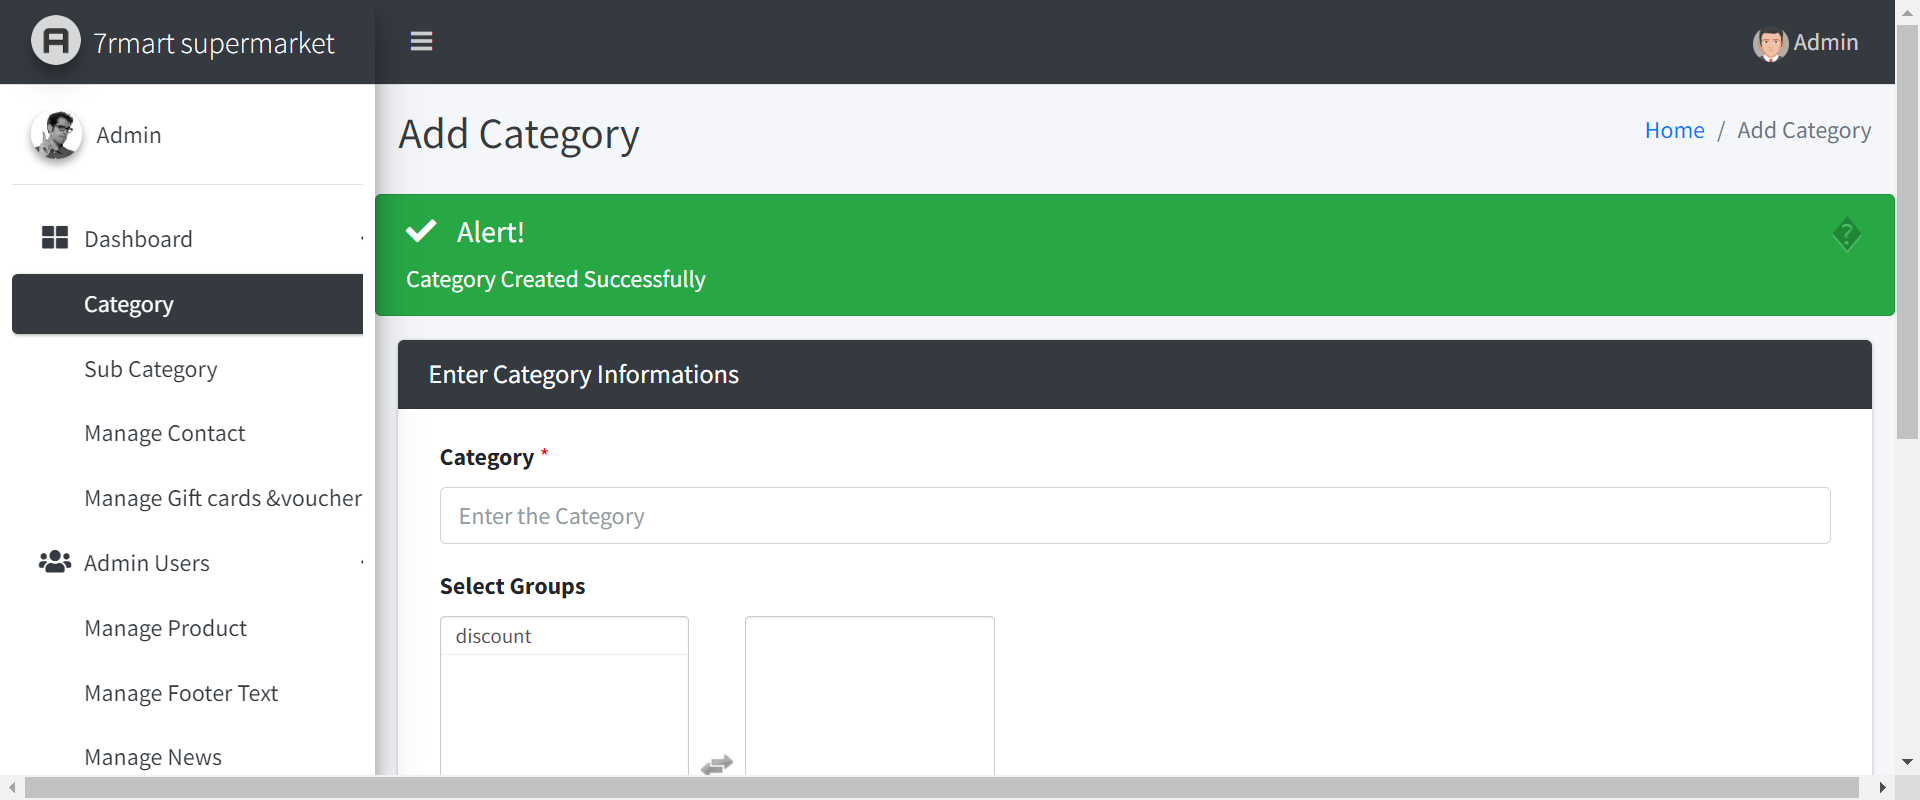 7rmart supermarket
Admin
Admin
Add Category
Home / Add Category
Dashboard
Alert!
Category Created Successfully
Category
Sub Category
Manage Contact
Manage Gift cards &voucher
Admin Users
Manage Product
Manage Footer Text
Manage News
Enter Category Informations
Category *
Enter the Category
Select Groups
discount